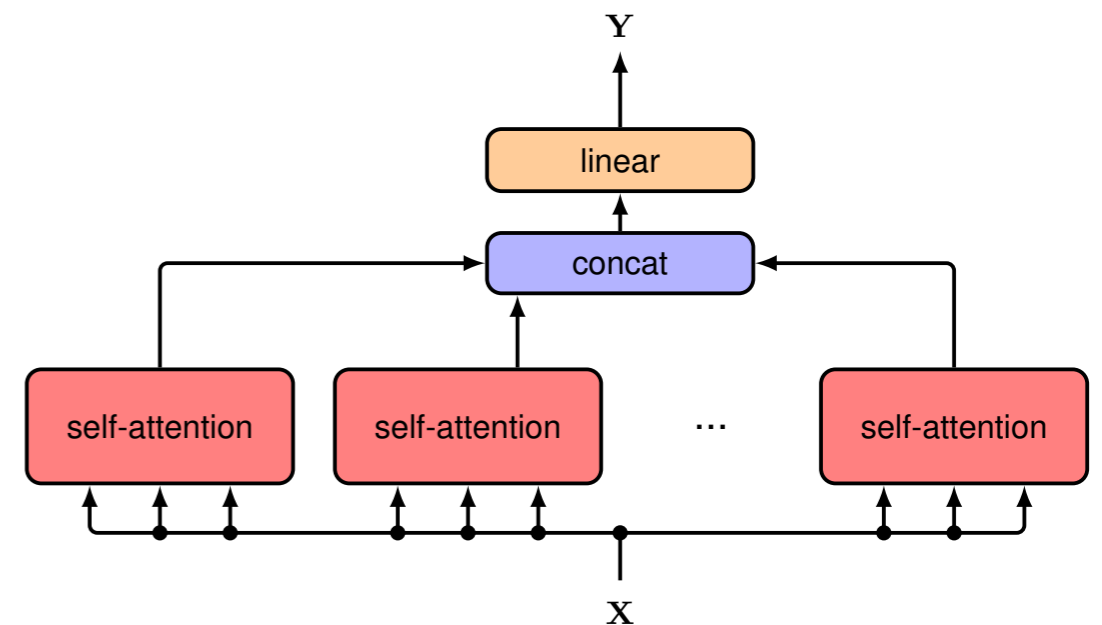 Y
linear
concat
self-attention self-attention ... self-attention
X